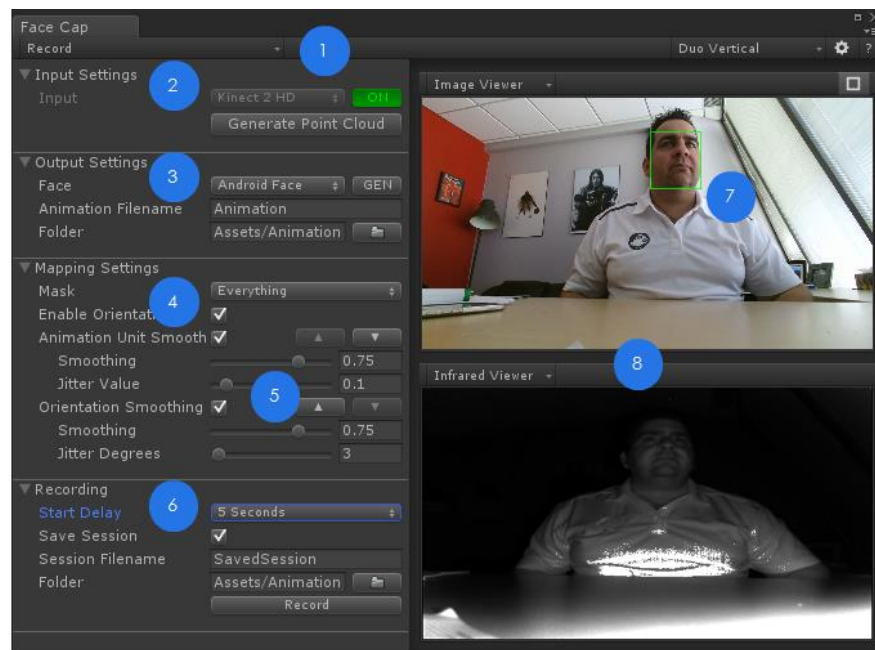 Face Cap
Record
1
Duo Vertical
?
Input Settings
2
Input
Kinect 2 HD
ON
Generate Point Cloud
Output Settings
3
Face
Android Face
GEN
Animation Filename
Animation
Folder
Assets/Animation
Mapping Settings
Mask
4
Everything
Enable Orientati
Animation Unit Smooth
Smoothing
0.75
Jitter Value
0.1
5
Orientation Smoothing
Smoothing
0.75
Jitter Degrees
3
Recording
6
Start Delay
5 Seconds
Save Session
Session Filename
SavedSession
Folder
Assets/Animation
Record
Image Viewer
7
8
Infrared Viewer